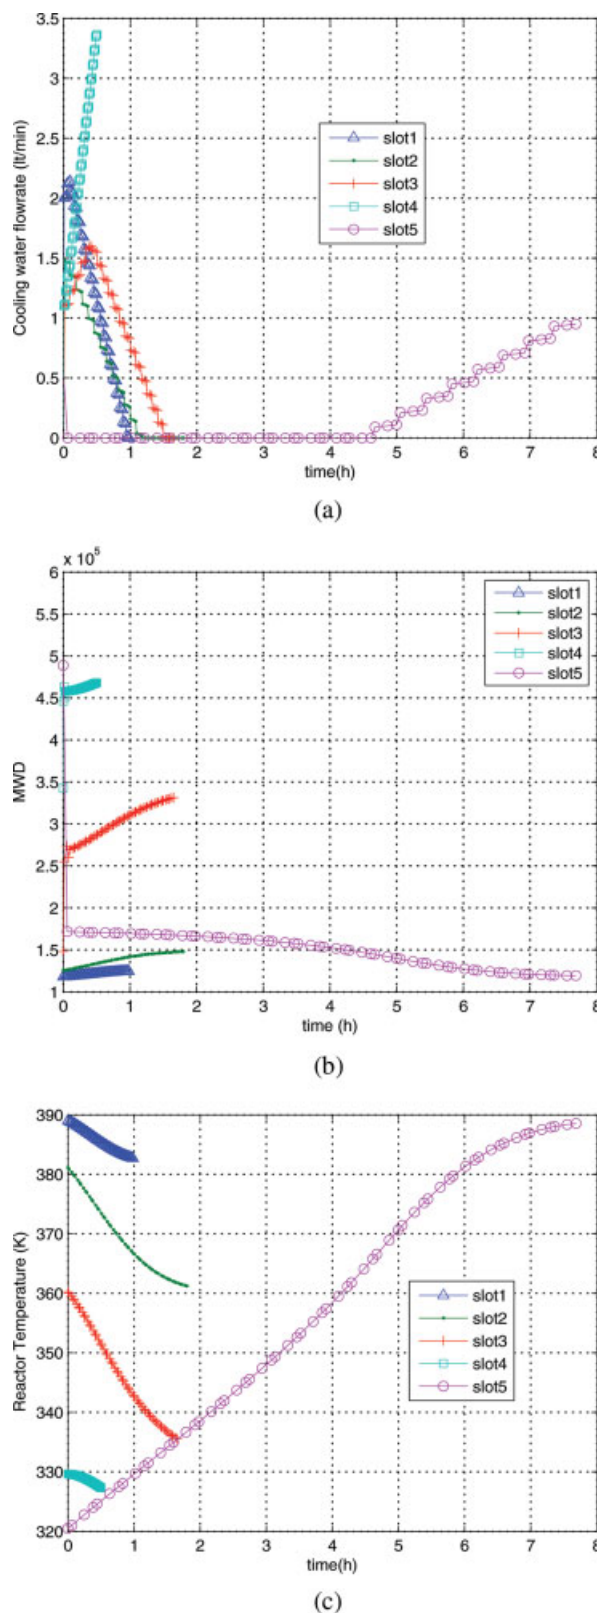 3.5
3
2.5
2
1.5
1
0.5
0
Cooling water flowrate (lt/min)
slot1
slot2
slot3
slot4
slot5
0 1 2 3 4 5 6 7 8
time(h)
(a)
x 10^5
6
5.5
5
4.5
4
3.5
3
2.5
2
1.5
1
MWD
slot1
slot2
slot3
slot4
slot5
0 1 2 3 4 5 6 7 8
time (h)
(b)
390
380
370
360
350
340
330
320
Reactor Temperature (K)
slot1
slot2
slot3
slot4
slot5
0 1 2 3 4 5 6 7 8
time(h)
(c)